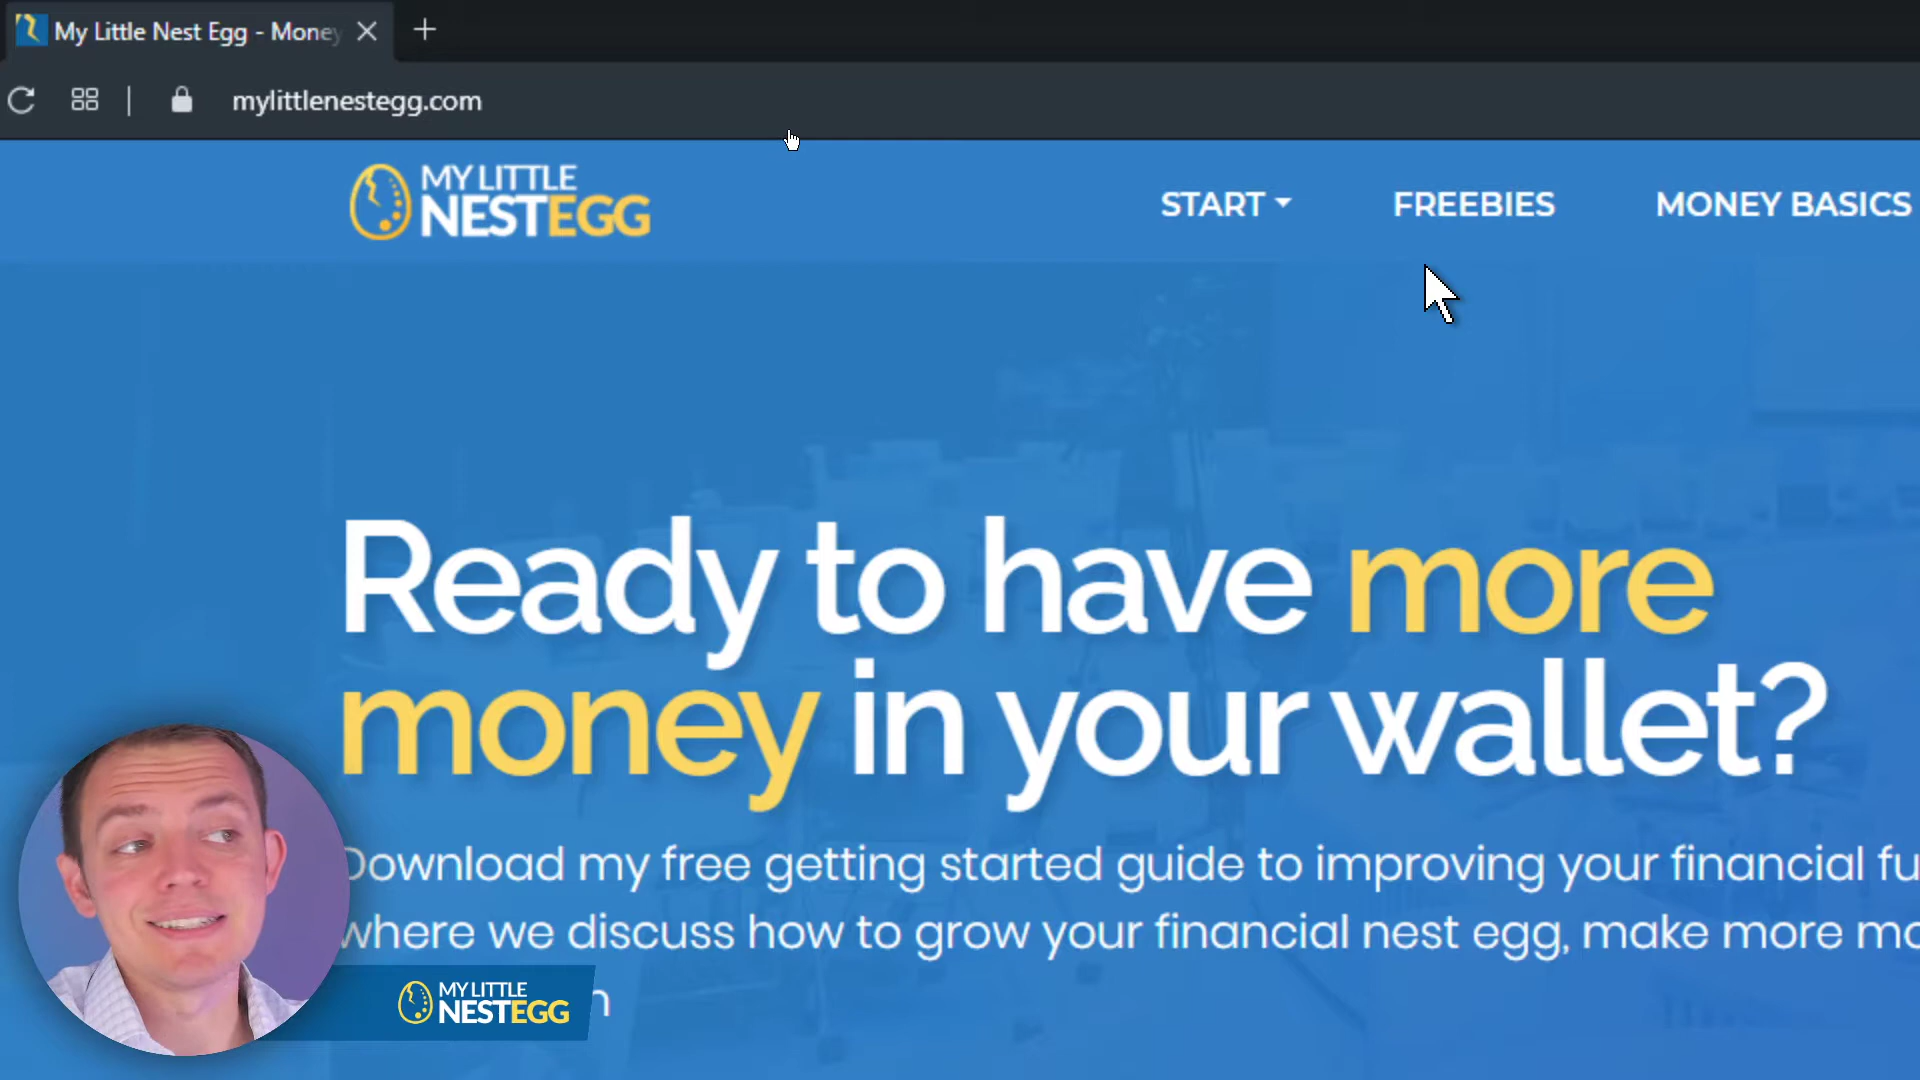 My Little Nest Egg - Money
mylittlenestegg.com
MY LITTLE
NESTEGG
START
FREEBIES
MONEY BASICS
Ready to have more
money in your wallet?
Download my free getting started guide to improving your financial fu
where we discuss how to grow your financial nest egg, make more mo
n
MY LITTLE
NESTEGG